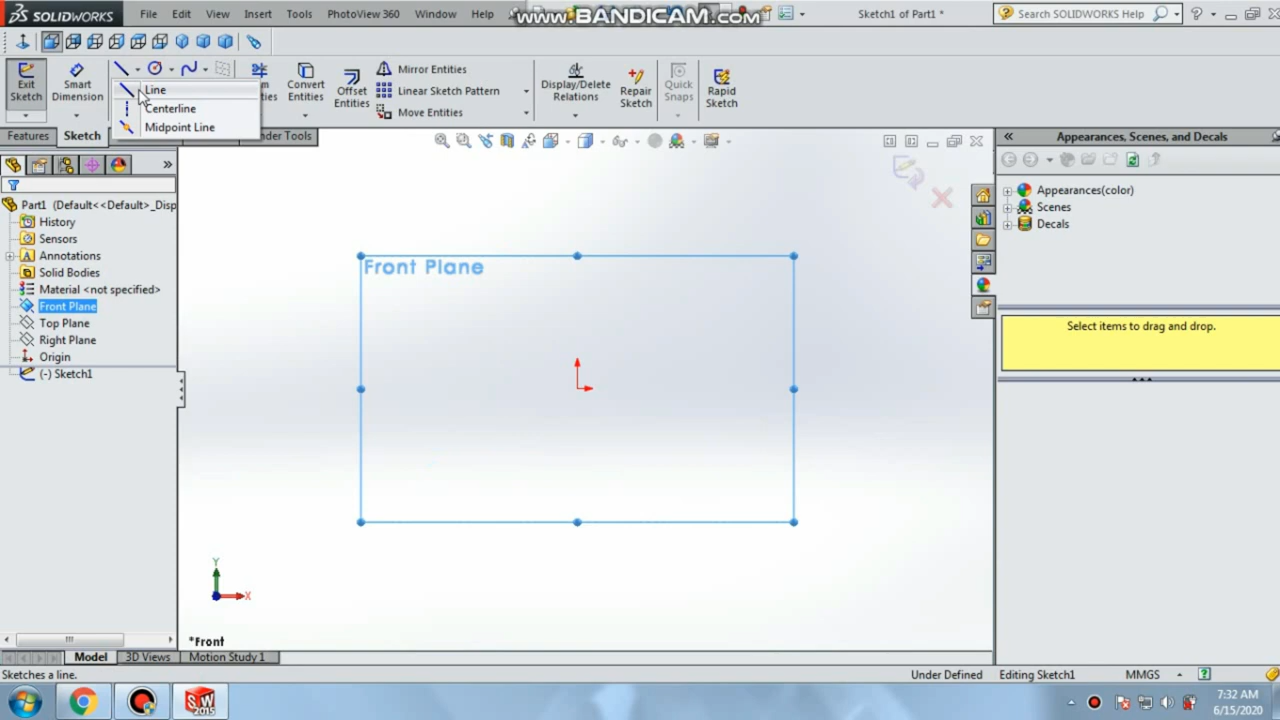 SOLIDWORKS
File
Edit
View
Insert
Tools
PhotoView 360
Window
Help
www.BANDICAM.com
Sketch1 of Part1 *
Search SOLIDWORKS Help
Exit Sketch
Smart Dimension
Line
Centerline
Midpoint Line
Convert Entities
Offset Entities
Mirror Entities
Linear Sketch Pattern
Move Entities
Display/Delete Relations
Repair Sketch
Quick Snaps
Rapid Sketch
Features
Sketch
Tools
Appearances, Scenes, and Decals
Part1 (Default<<Default>_Disp
History
Sensors
Annotations
Solid Bodies
Material <not specified>
Front Plane
Top Plane
Right Plane
Origin
(-) Sketch1
Front Plane
Y
X
*Front
Appearances(color)
Scenes
Decals
Select items to drag and drop.
Model
3D Views
Motion Study 1
Sketches a line.
Under Defined
Editing Sketch1
MMGS
SW
2015
7:32 AM
6/15/2020